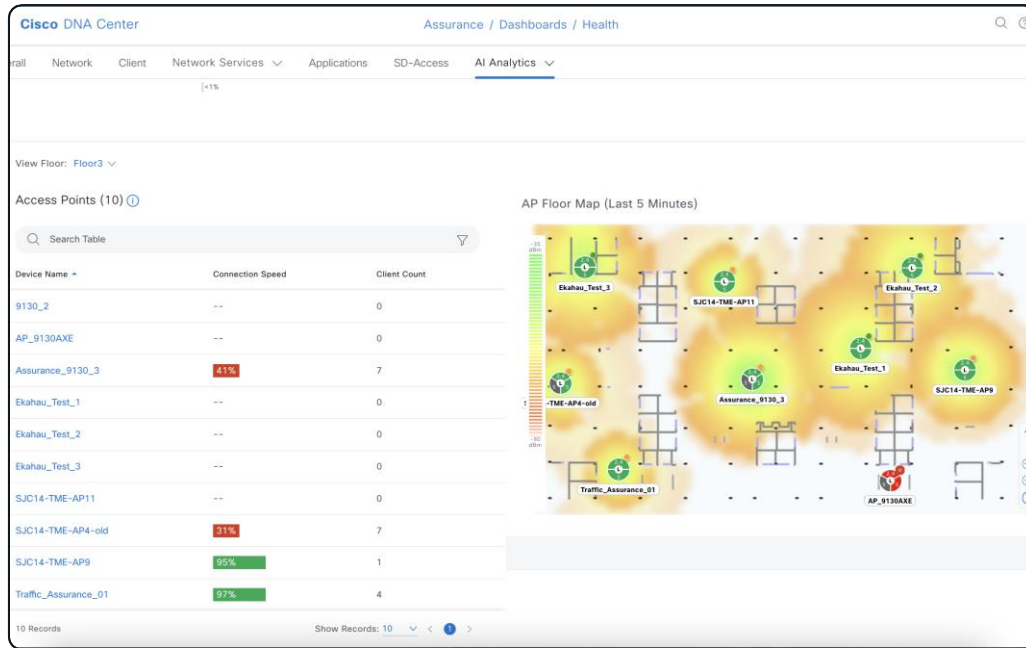 Cisco DNA Center
Assurance / Dashboards / Health
Network Client Network Services Applications SD-Access AI Analytics
<1%
View Floor: Floor3
Access Points (10)
Search Table
Device Name Connection Speed Client Count
9130_2 -- 0
AP_9130AXE -- 0
Assurance_9130_3 41% 7
Ekahau_Test_1 -- 0
Ekahau_Test_2 -- 0
Ekahau_Test_3 -- 0
SJC14-TME-AP11 -- 0
SJC14-TME-AP4-old 31% 7
SJC14-TME-AP9 95% 1
Traffic_Assurance_01 97% 4
10 Records Show Records: 10 1
AP Floor Map (Last 5 Minutes)
-35
dBm
Ekahau_Test_3
SJC14-TME-AP11
Ekahau_Test_2
Ekahau_Test_1
SJC14-TME-AP9
-TME-AP4-old
Assurance_9130_3
-80
dBm
Traffic_Assurance_01
AP_9130AXE